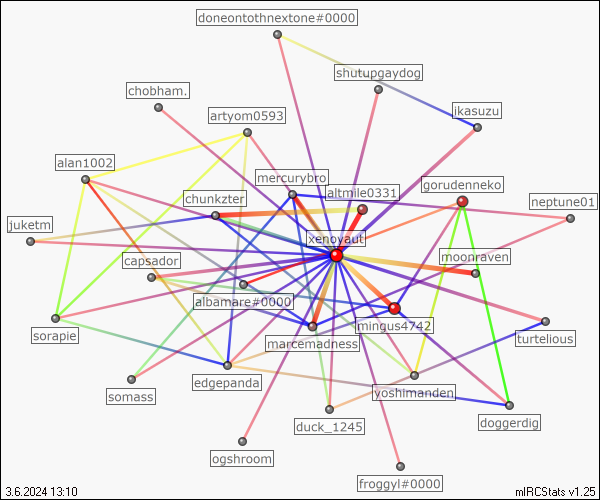 doneontothnextone#0000
shutupgaydog
chobham.
ikasuzu
artyom0593
alan1002
mercurybro
gorudenneko
altmile0331
chunkzter
neptune01
juketm
xenoyaut
moonraven
capsador
albamare#0000
mingus4742
sorapie
marcemadness
turtelious
edgepanda
somass
yoshimanden
doggerdig
duck_1245
ogshroom
froggyl#0000
3.6.2024 13:10
mIRCStats v1.25